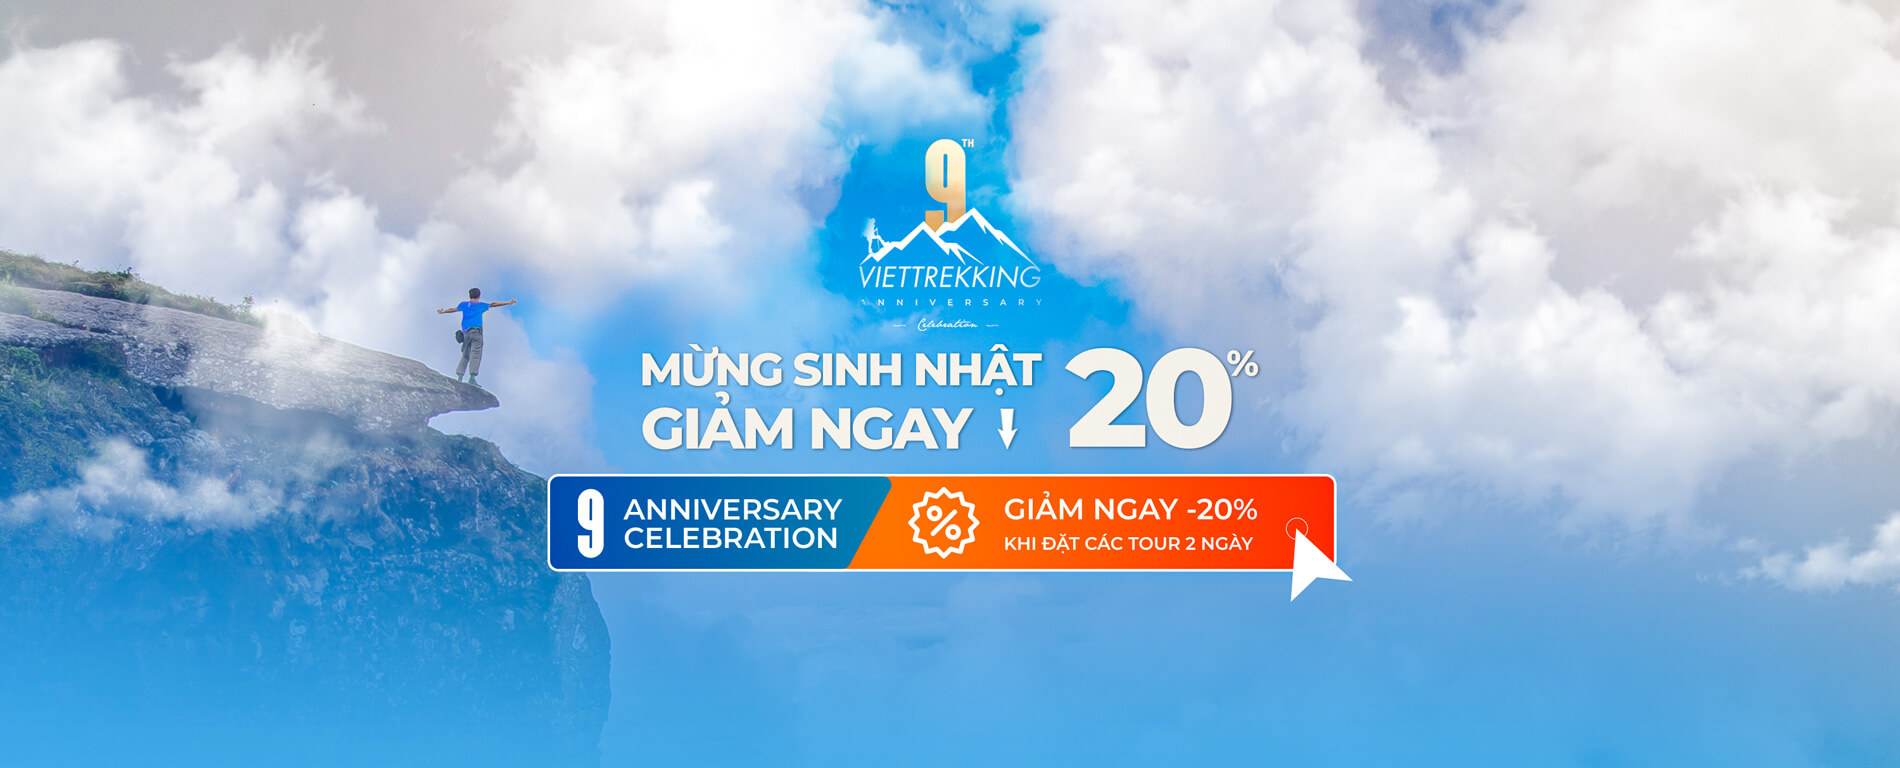 9TH
VIETTREKKING
ANNIVERSARY
Celebration
MỪNG SINH NHẬT
GIẢM NGAY
20%
9
ANNIVERSARY
CELEBRATION
%
GIẢM NGAY -20%
KHI ĐẶT CÁC TOUR 2 NGÀY